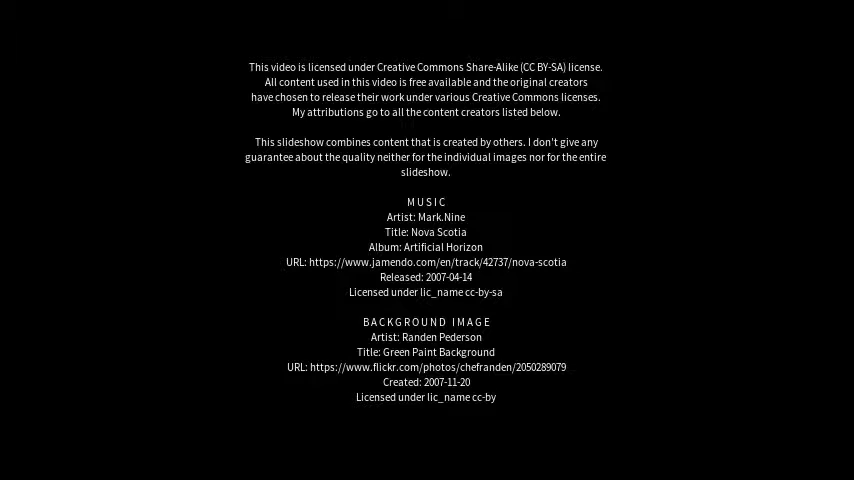 This video is licensed under Creative Commons Share-Alike (CC BY-SA) license.
All content used in this video is free available and the original creators
have chosen to release their work under various Creative Commons licenses.
My attributions go to all the content creators listed below.
This slideshow combines content that is created by others. I don't give any
guarantee about the quality neither for the individual images nor for the entire
slideshow.
MUSIC
Artist: Mark.Nine
Title: Nova Scotia
Album: Artificial Horizon
URL: https://www.jamendo.com/en/track/42737/nova-scotia
Released: 2007-04-14
Licensed under lic_name cc-by-sa
BACKGROUND IMAGE
Artist: Randen Pederson
Title: Green Paint Background
URL: https://www.flickr.com/photos/chefranden/2050289079
Created: 2007-11-20
Licensed under lic_name cc-by